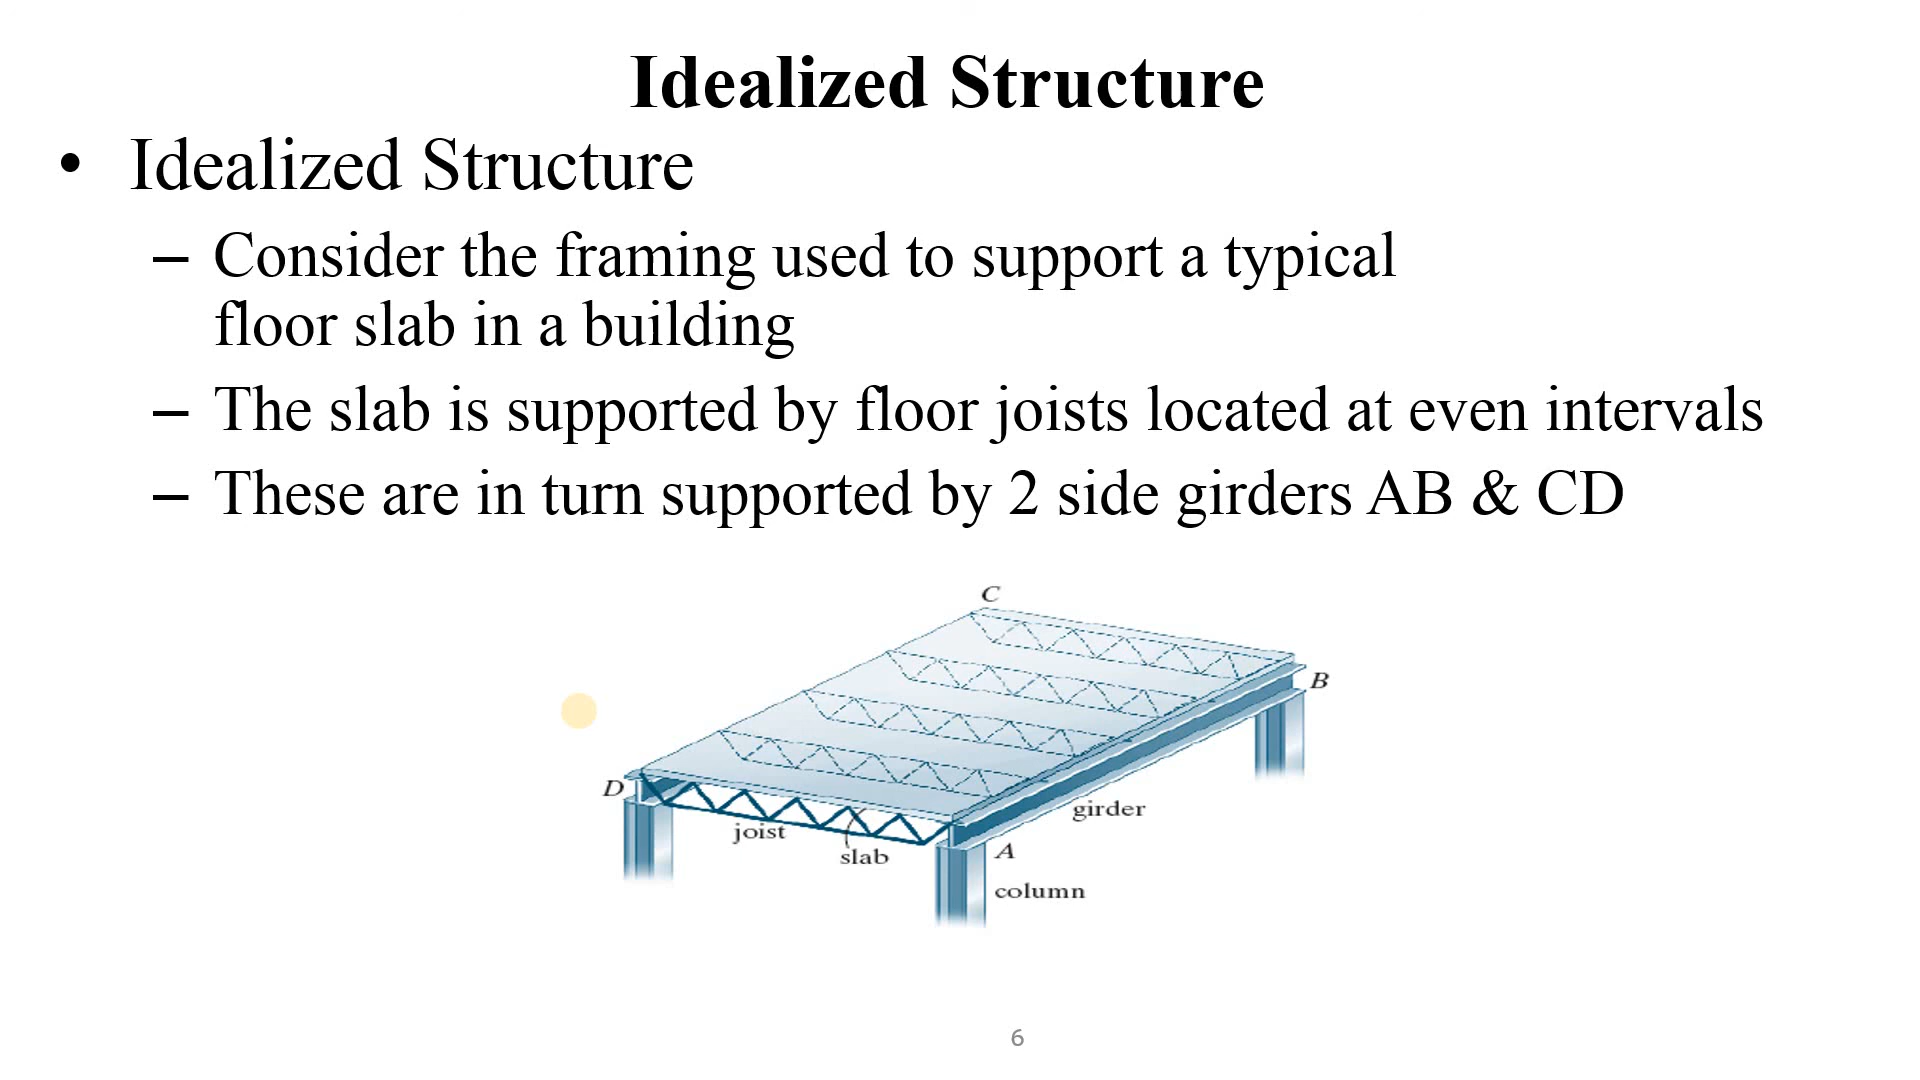 Idealized Structure
• Idealized Structure
– Consider the framing used to support a typical
floor slab in a building
– The slab is supported by floor joists located at even intervals
– These are in turn supported by 2 side girders AB & CD
C
B
D
girder
joist
A
slab
column
6